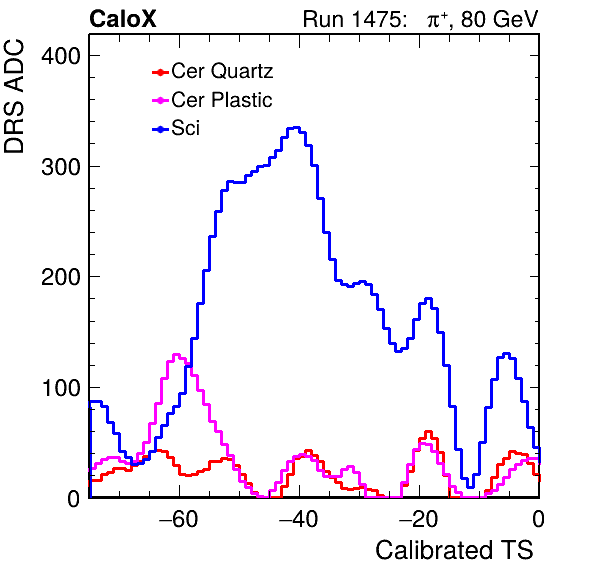 CaloX Run 1475: π⁺, 80 GeV
DRS ADC
400
300
200
100
0
Cer Quartz
Cer Plastic
Sci
−60 −40 −20 0
Calibrated TS